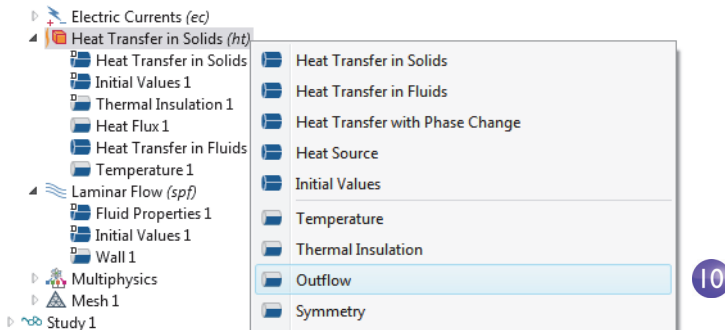 Electric Currents (ec)
Heat Transfer in Solids (ht)
Heat Transfer in Solids
Initial Values 1
Thermal Insulation 1
Heat Flux 1
Heat Transfer in Fluids
Temperature 1
Laminar Flow (spf)
Fluid Properties 1
Initial Values 1
Wall 1
Multiphysics
Mesh 1
Study 1
Heat Transfer in Solids
Heat Transfer in Fluids
Heat Transfer with Phase Change
Heat Source
Initial Values
Temperature
Thermal Insulation
Outflow
Symmetry
10